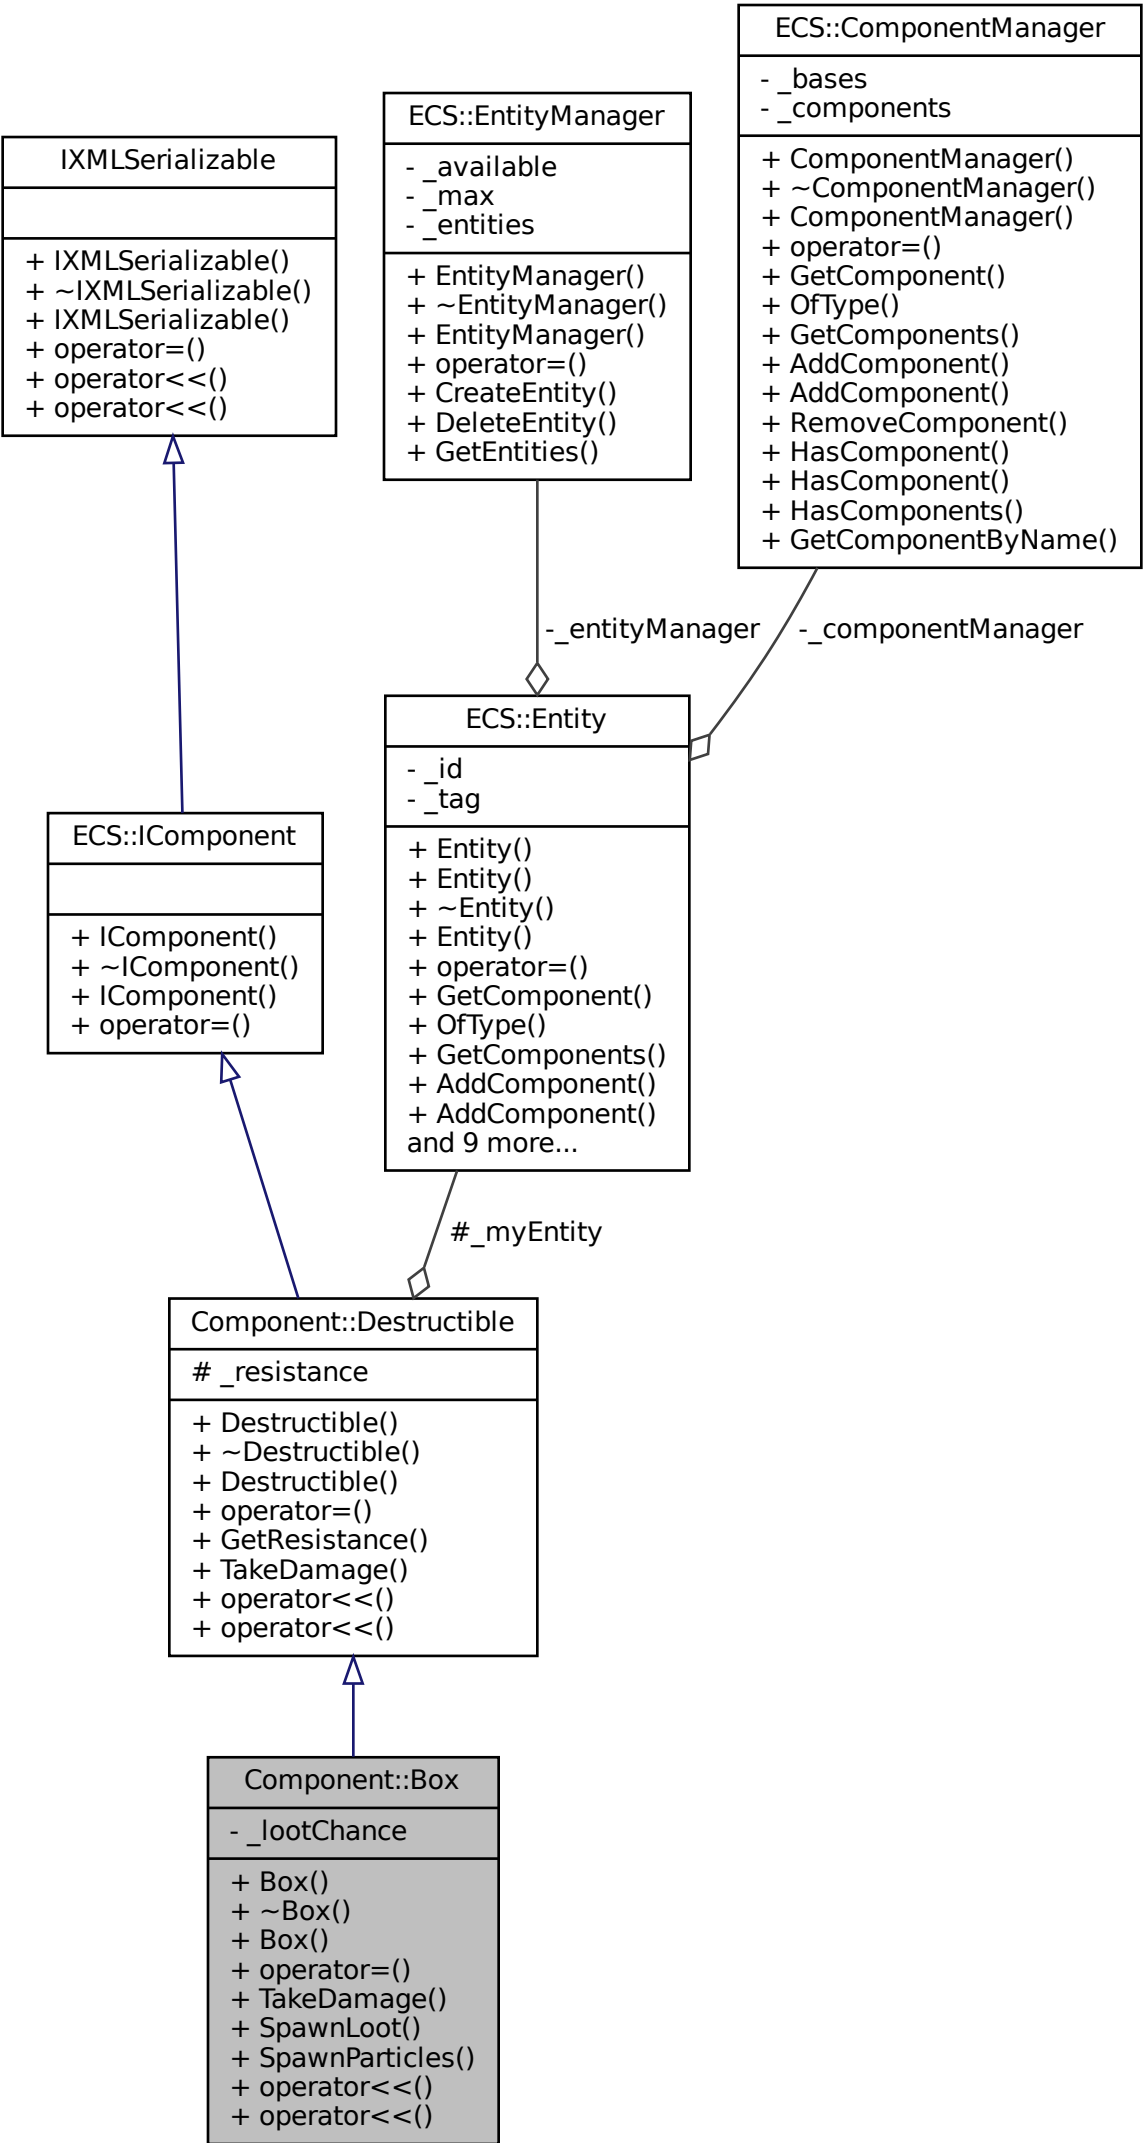 ECS::ComponentManager
- _bases
- _components
+ ComponentManager()
+ ~ComponentManager()
+ ComponentManager()
+ operator=()
+ GetComponent()
+ OfType()
+ GetComponents()
+ AddComponent()
+ AddComponent()
+ RemoveComponent()
+ HasComponent()
+ HasComponent()
+ HasComponents()
+ GetComponentByName()
ECS::EntityManager
- _available
- _max
- _entities
+ EntityManager()
+ ~EntityManager()
+ EntityManager()
+ operator=()
+ CreateEntity()
+ DeleteEntity()
+ GetEntities()
IXMLSerializable
+ IXMLSerializable()
+ ~IXMLSerializable()
+ IXMLSerializable()
+ operator=()
+ operator<<()
+ operator<<()
-_entityManager
-_componentManager
ECS::Entity
- _id
- _tag
+ Entity()
+ Entity()
+ ~Entity()
+ Entity()
+ operator=()
+ GetComponent()
+ OfType()
+ GetComponents()
+ AddComponent()
+ AddComponent()
and 9 more...
ECS::IComponent
+ IComponent()
+ ~IComponent()
+ IComponent()
+ operator=()
#_myEntity
Component::Destructible
# _resistance
+ Destructible()
+ ~Destructible()
+ Destructible()
+ operator=()
+ GetResistance()
+ TakeDamage()
+ operator<<()
+ operator<<()
Component::Box
- _lootChance
+ Box()
+ ~Box()
+ Box()
+ operator=()
+ TakeDamage()
+ SpawnLoot()
+ SpawnParticles()
+ operator<<()
+ operator<<()